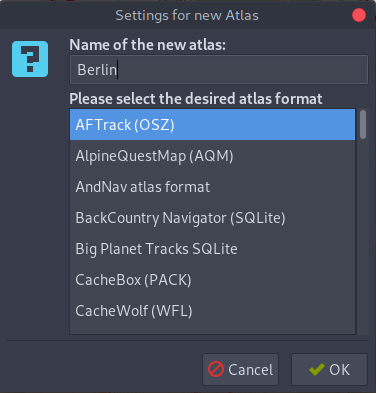 Settings for new Atlas
Name of the new atlas:
Berlin
Please select the desired atlas format
AFTrack (OSZ)
AlpineQuestMap (AQM)
AndNav atlas format
BackCountry Navigator (SQLite)
Big Planet Tracks SQLite
CacheBox (PACK)
CacheWolf (WFL)
Cancel
OK